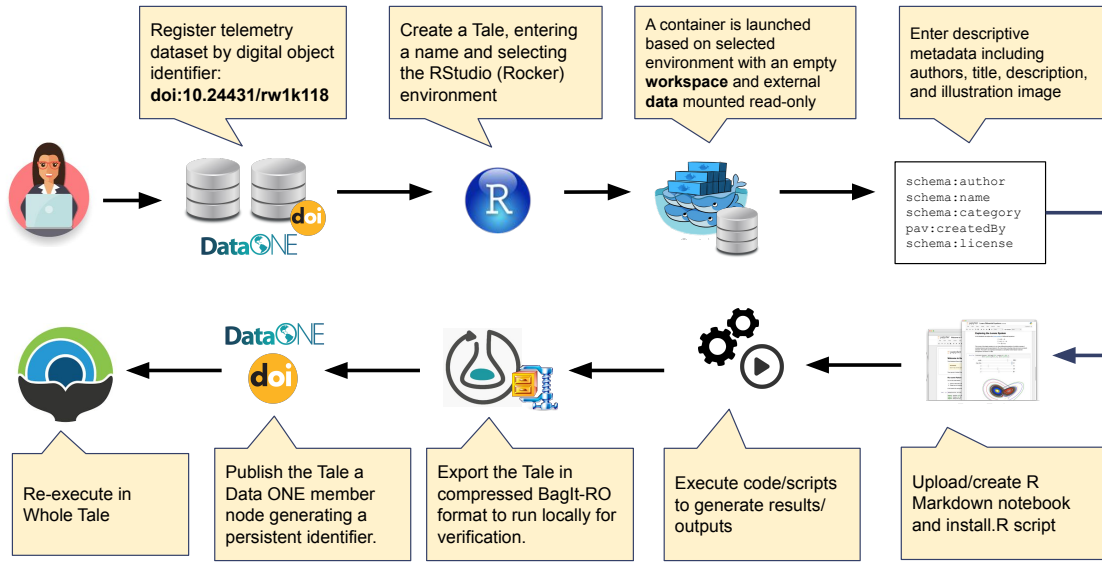 Register telemetry
dataset by digital object
identifier:
doi:10.24431/rw1k118
Create a Tale, entering
a name and selecting
the RStudio (Rocker)
environment
A container is launched
based on selected
environment with an empty
workspace and external
data mounted read-only
Enter descriptive
metadata including
authors, title, description,
and illustration image
doi
DataONE
R
schema:author
schema:name
schema:category
pav:createdBy
schema:license
DataONE
doi
Re-execute in
Whole Tale
Publish the Tale a
Data ONE member
node generating a
persistent identifier.
Export the Tale in
compressed BagIt-RO
format to run locally for
verification.
Execute code/scripts
to generate results/
outputs
Upload/create R
Markdown notebook
and install.R script